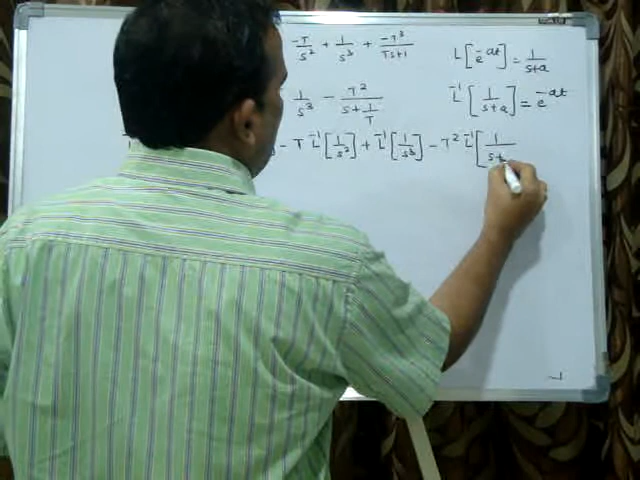 -T/s² + 1/s³ + -T³/Ts+1
L[e^-at] = 1/s+a
1/s³ - T²/s+1/T
L⁻¹[1/s+a] = e^-at
- T L⁻¹[1/s²] + L⁻¹[1/s³] - T² L⁻¹[1/s+